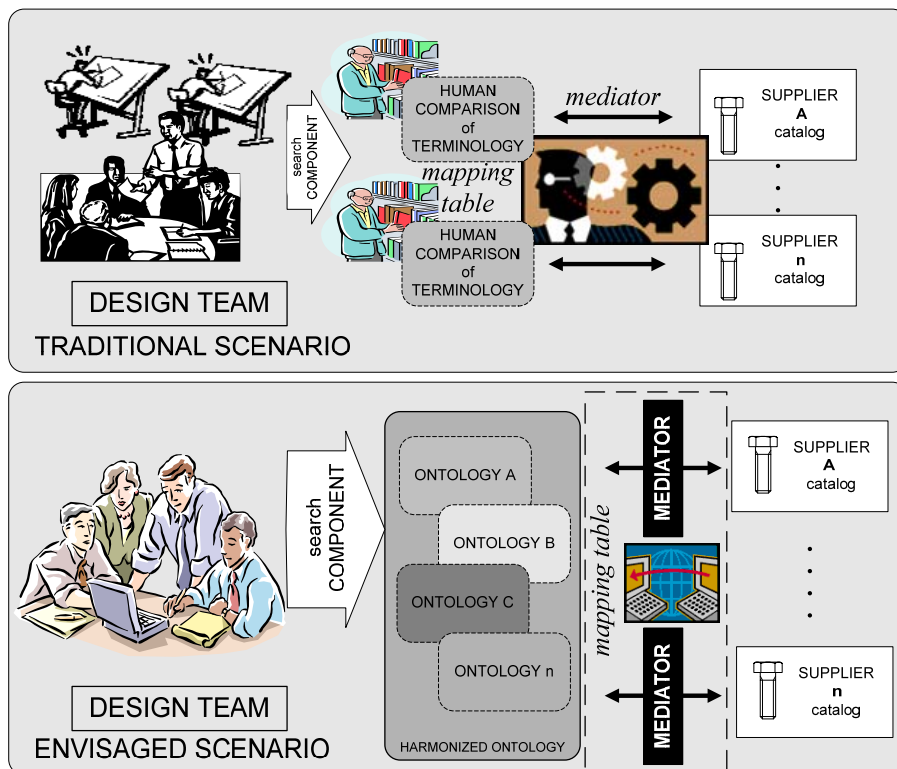 search
COMPONENT
HUMAN
COMPARISON
of
TERMINOLOGY
mediator
SUPPLIER
A
catalog
mapping
table
HUMAN
COMPARISON
of
TERMINOLOGY
SUPPLIER
n
catalog
DESIGN TEAM
TRADITIONAL SCENARIO
search
COMPONENT
ONTOLOGY A
ONTOLOGY B
ONTOLOGY C
ONTOLOGY n
HARMONIZED ONTOLOGY
mapping table
MEDIATOR
MEDIATOR
SUPPLIER
A
catalog
SUPPLIER
n
catalog
DESIGN TEAM
ENVISAGED SCENARIO